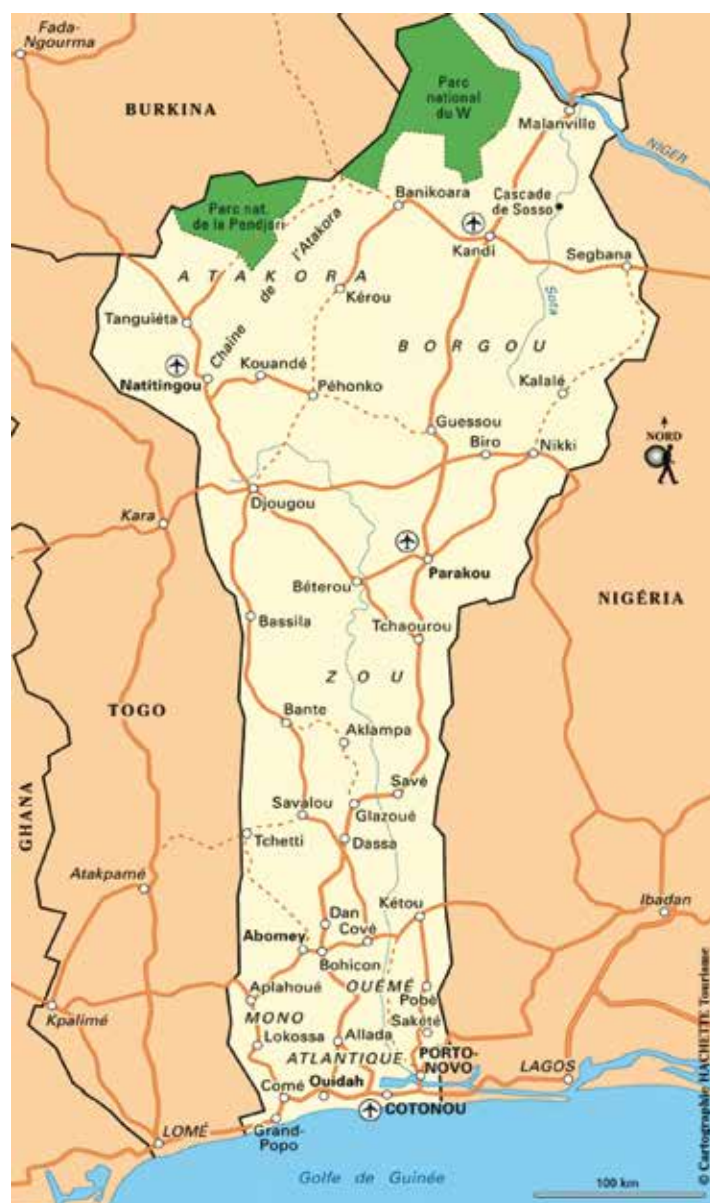 Fada-
Ngourma
BURKINA
Parc
national
du W
Malanville
NIGER
Parc nat.
de la Pendjari
Banikoara
Cascade
de Sosso
Kandi
Segbana
Chaîne de l'Atakora
ATAKORA
Kérou
Sota
Tanguiéta
BORGOU
Natitingou
Kouandé
Péhonko
Kalalé
Guessou
Biro
Nikki
NORD
Djougou
Kara
Parakou
Béterou
NIGÉRIA
Bassila
Tchaourou
ZOU
TOGO
Bante
Aklampa
Savé
Savalou
Glazoué
GHANA
Tchetti
Dassa
Atakpamé
Dan
Kétou
Ibadan
Covè
Abomey
Bohicon
Aplahoué
OUÉMÉ
Pobè
Kpalimé
MONO
Sakété
Lokossa
Allada
ATLANTIQUE
PORTO-
NOVO
LAGOS
Comé
Ouidah
COTONOU
LOMÉ
Grand-
Popo
Golfe de Guinée
100 km
© Cartographie HACHETTE Tourisme